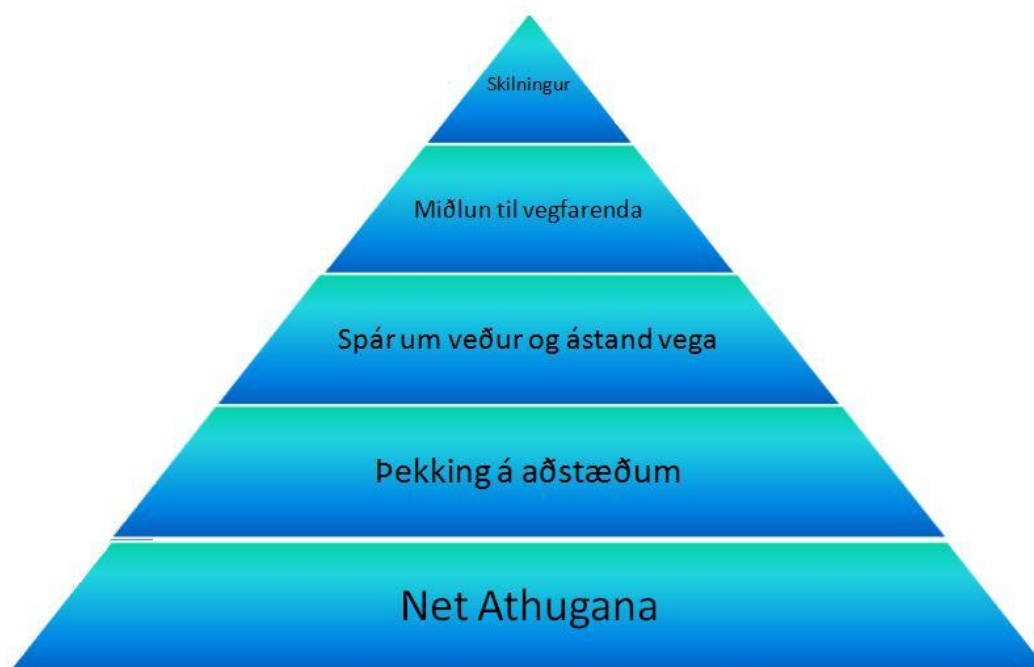 Skilningur
Miðlun til vegfarenda
Spár um veður og ástand vega
Þekking á aðstæðum
Net Athugana